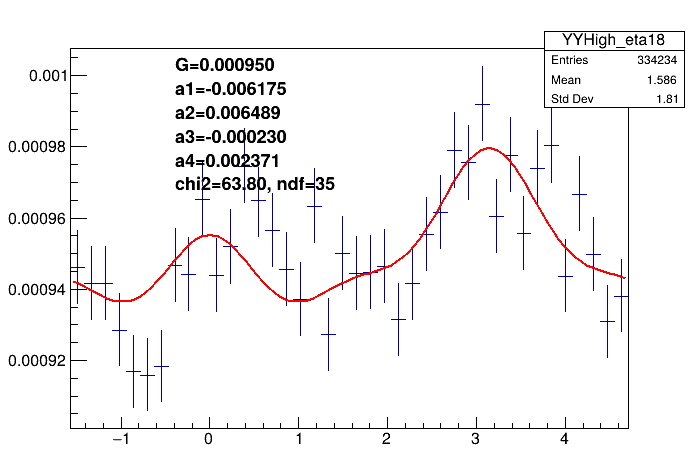 YYHigh_eta18
Entries 334234
Mean 1.586
Std Dev 1.81
G=0.000950
a1=-0.006175
a2=0.006489
a3=-0.000230
a4=0.002371
chi2=63.80, ndf=35
0.001
0.00098
0.00096
0.00094
0.00092
−1 0 1 2 3 4